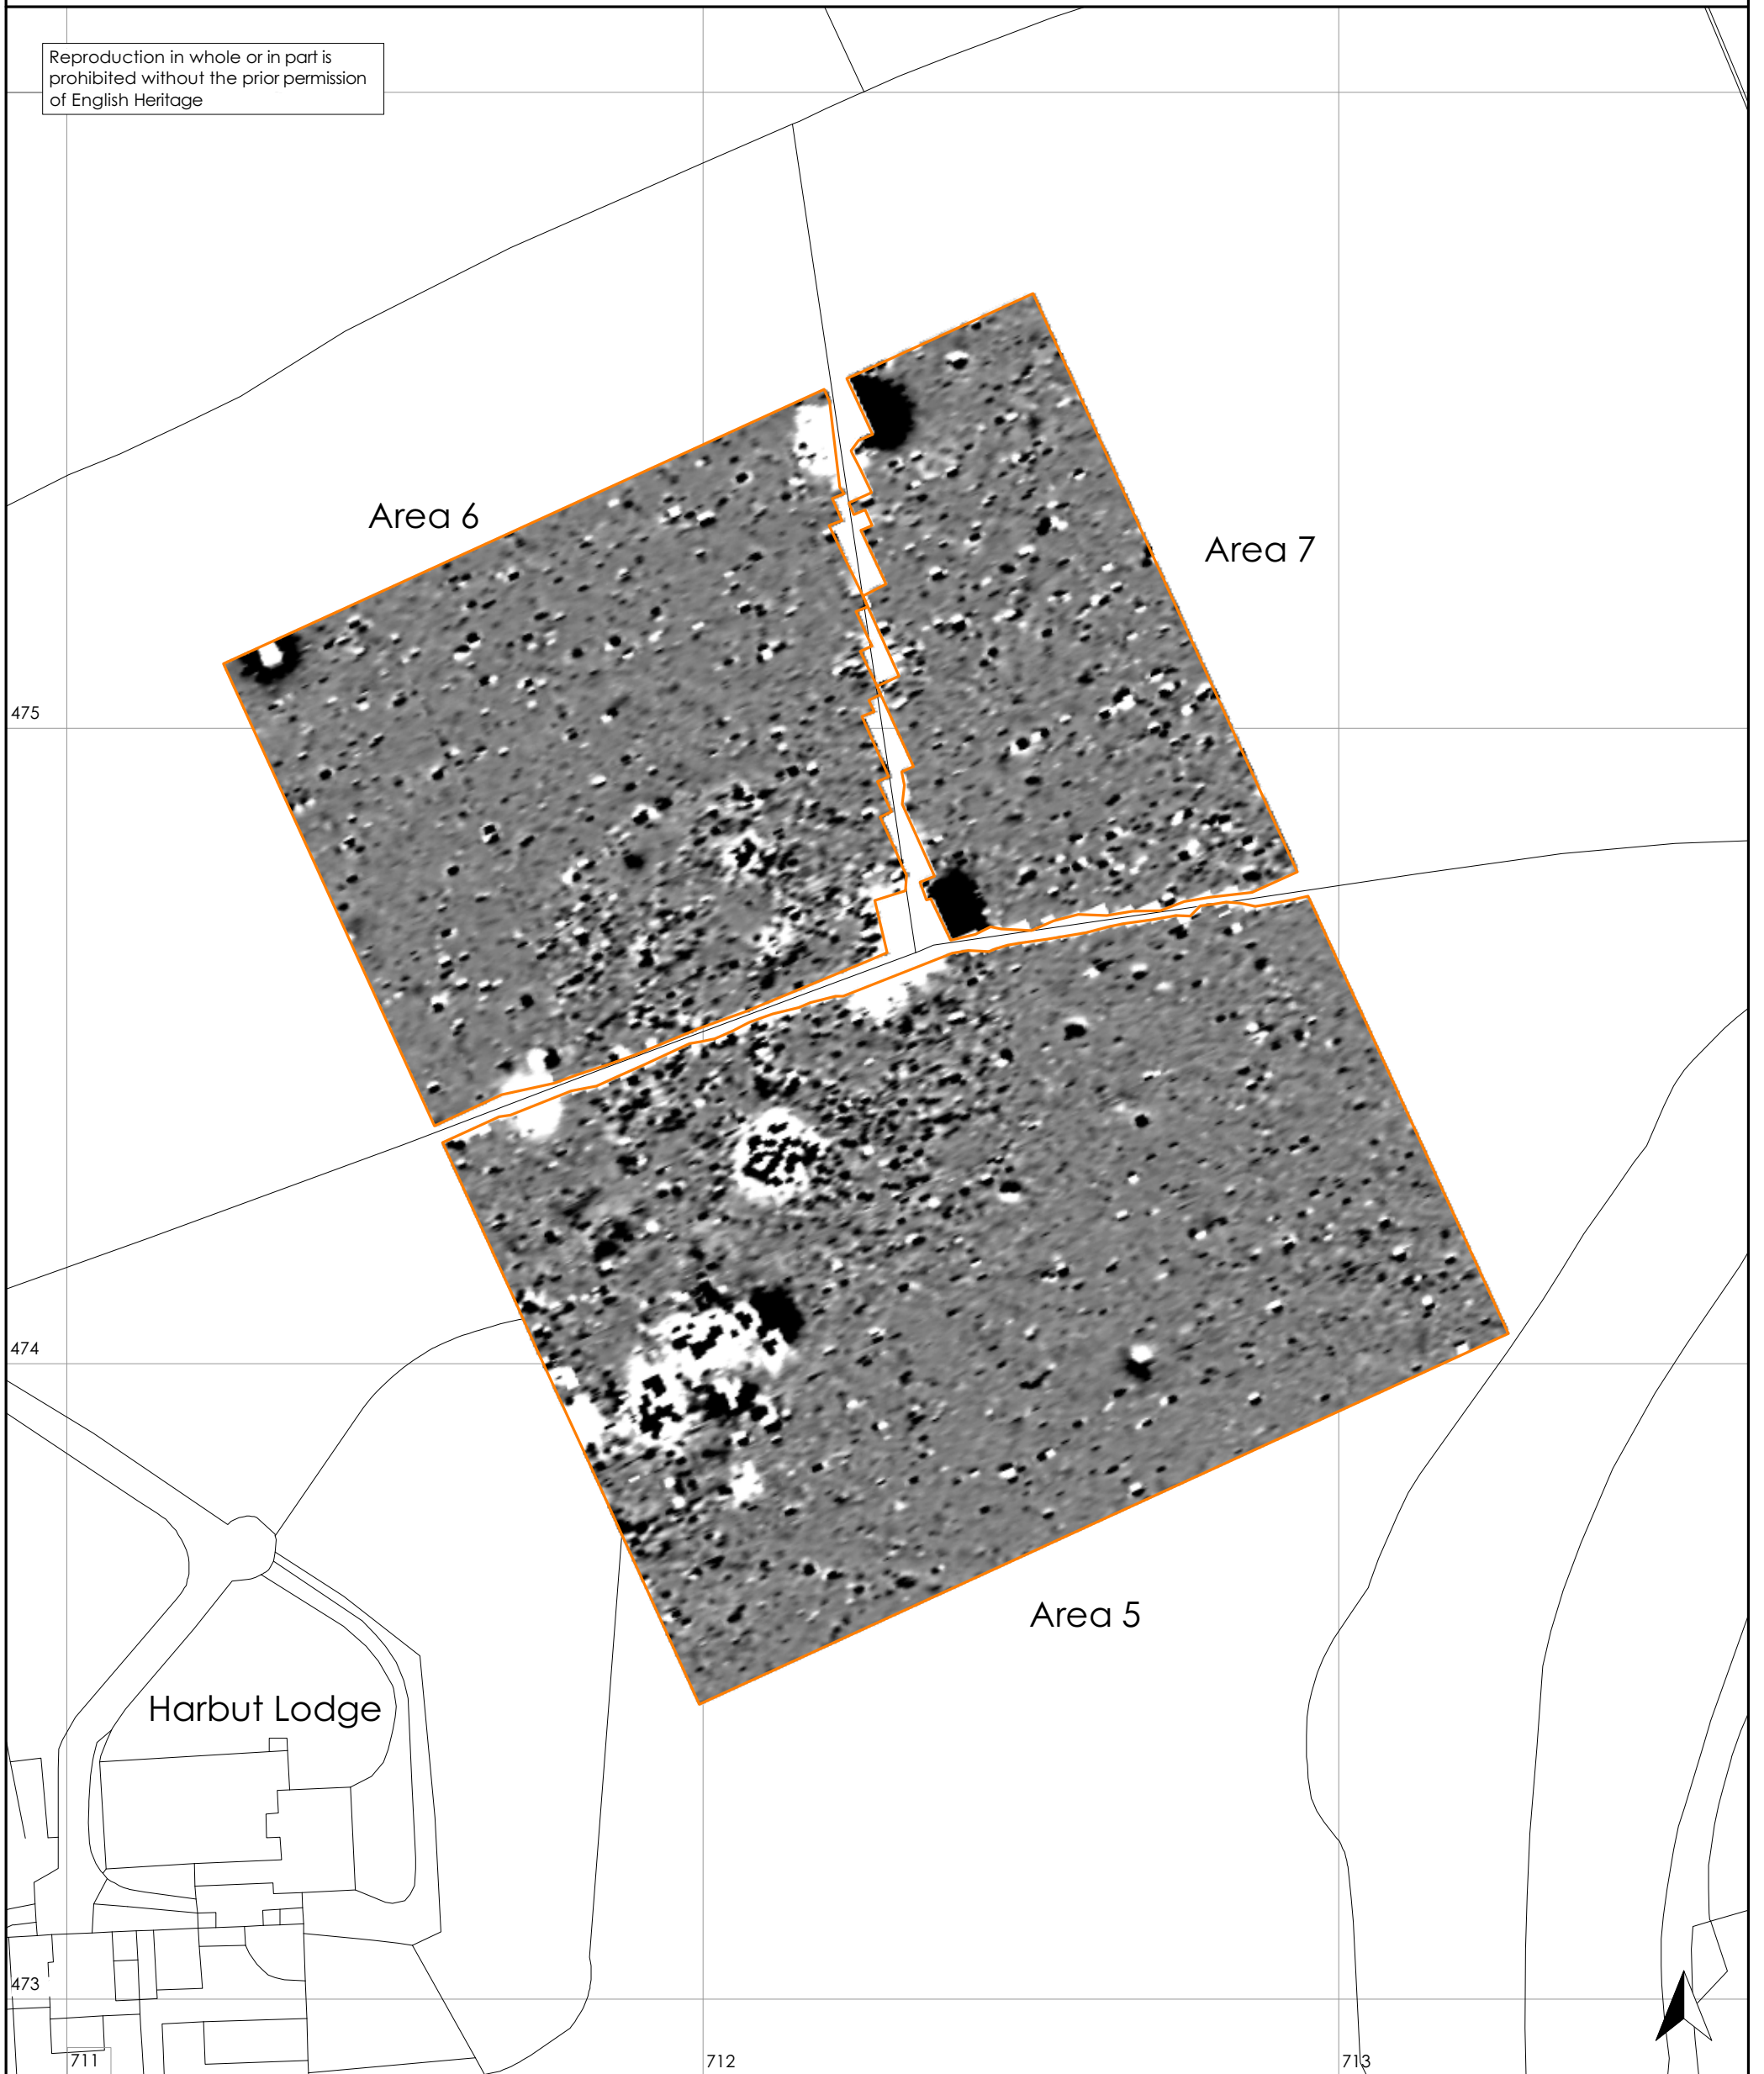 Reproduction in whole or in part is
prohibited without the prior permission
of English Heritage
Area 6
Area 7
475
474
Area 5
Harbut Lodge
473
711
712
713